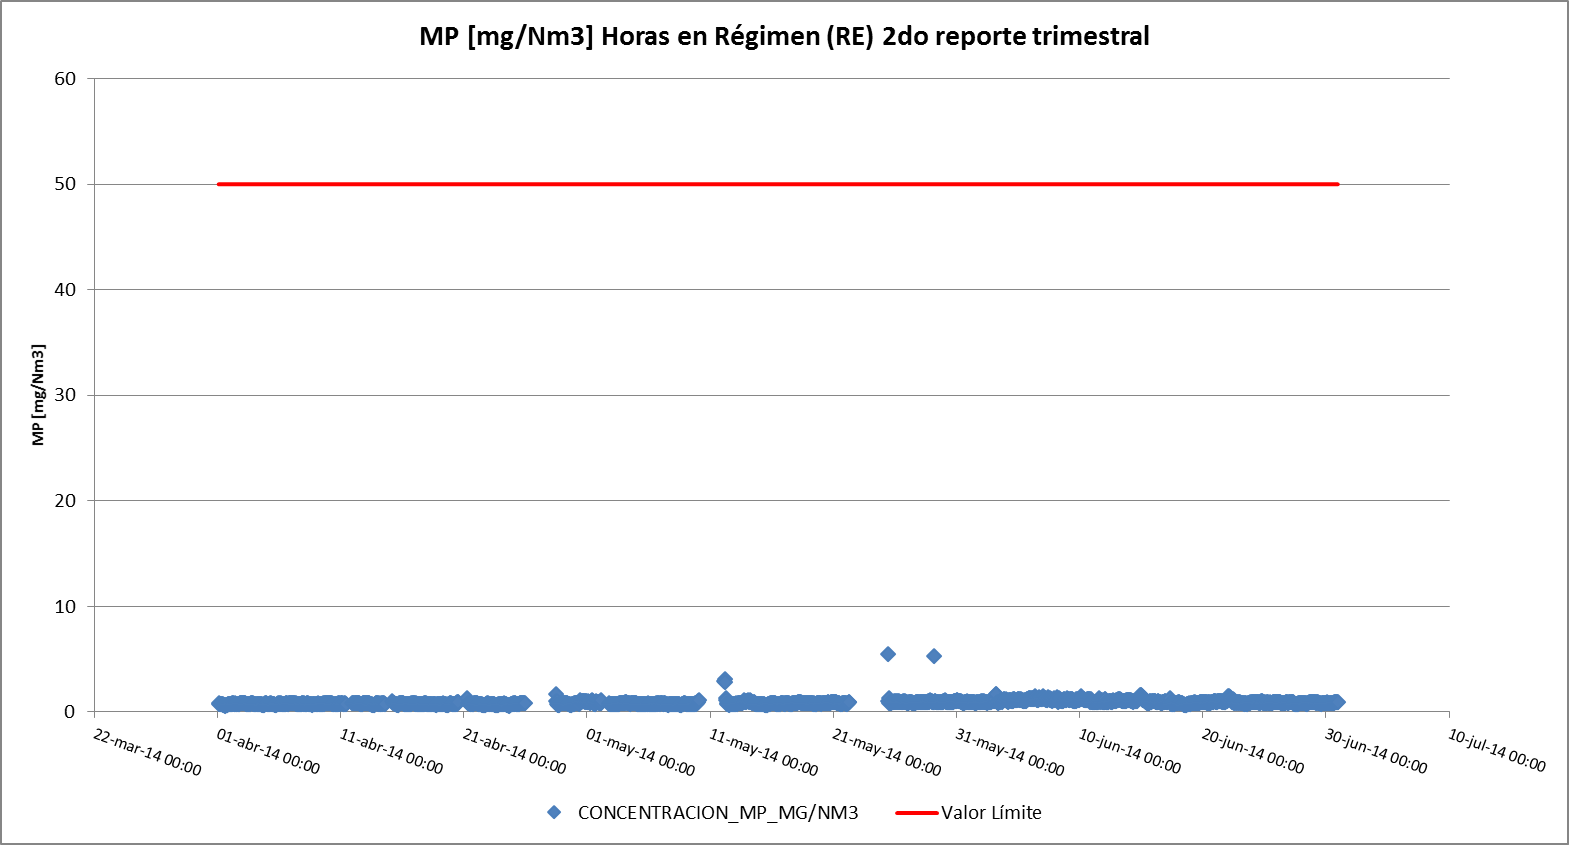 MP [mg/Nm3] Horas en Régimen (RE) 2do reporte trimestral
60
50
40
30
20
10
0
MP [mg/Nm3]
22-mar-14 00:00
01-abr-14 00:00
11-abr-14 00:00
21-abr-14 00:00
01-may-14 00:00
11-may-14 00:00
21-may-14 00:00
31-may-14 00:00
10-jun-14 00:00
20-jun-14 00:00
30-jun-14 00:00
10-jul-14 00:00
CONCENTRACION_MP_MG/NM3
Valor Límite